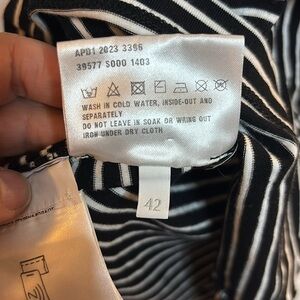 APB1 2023 3396
39577 S000 1403
WASH IN COLD WATER, INSIDE-OUT AND
SEPARATELY
DO NOT LEAVE IN SOAK OR WRING OUT
IRON UNDER DRY CLOTH
42